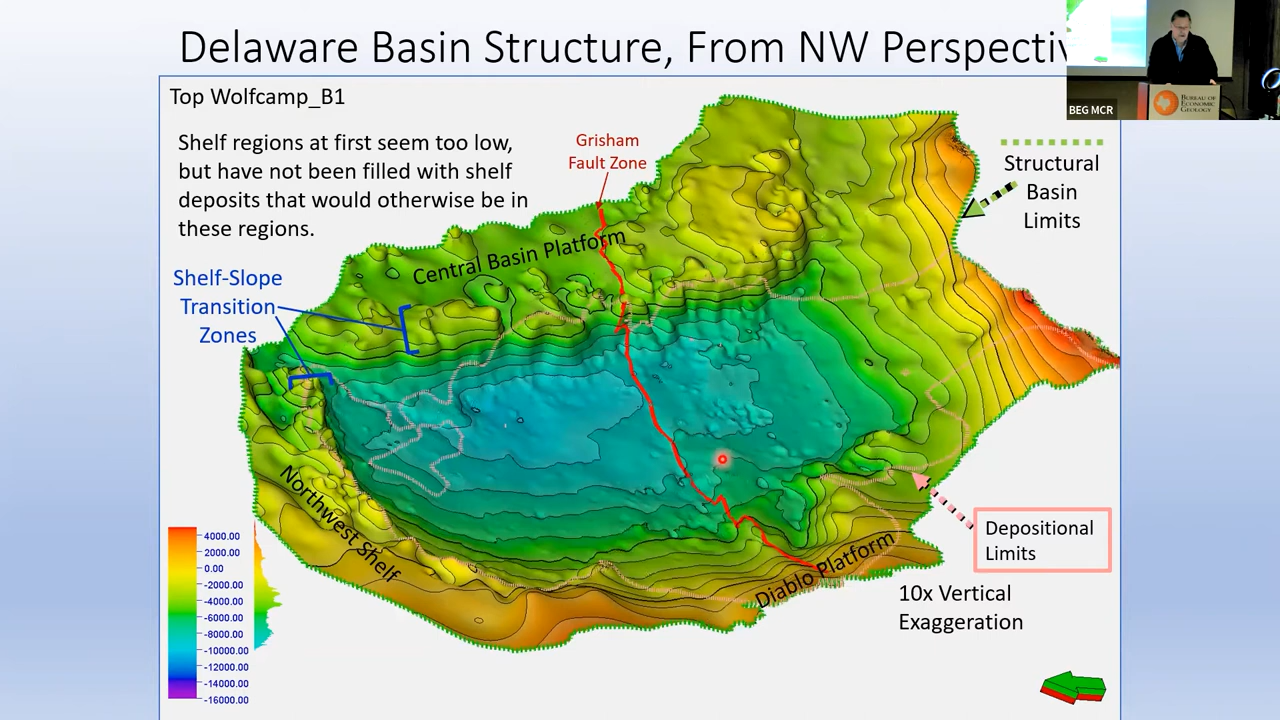 Delaware Basin Structure, From NW Perspectiv
Top Wolfcamp_B1
Shelf regions at first seem too low,
but have not been filled with shelf
deposits that would otherwise be in
these regions.
Grisham
Fault Zone
Structural
Basin
Limits
Central Basin Platform
Shelf-Slope
Transition
Zones
Northwest Shelf
Diablo Platform
Depositional
Limits
10x Vertical
Exaggeration
4000.00
2000.00
0.00
-2000.00
-4000.00
-6000.00
-8000.00
-10000.00
-12000.00
-14000.00
-16000.00
BEG MCR
Bureau of
Economic
Geology